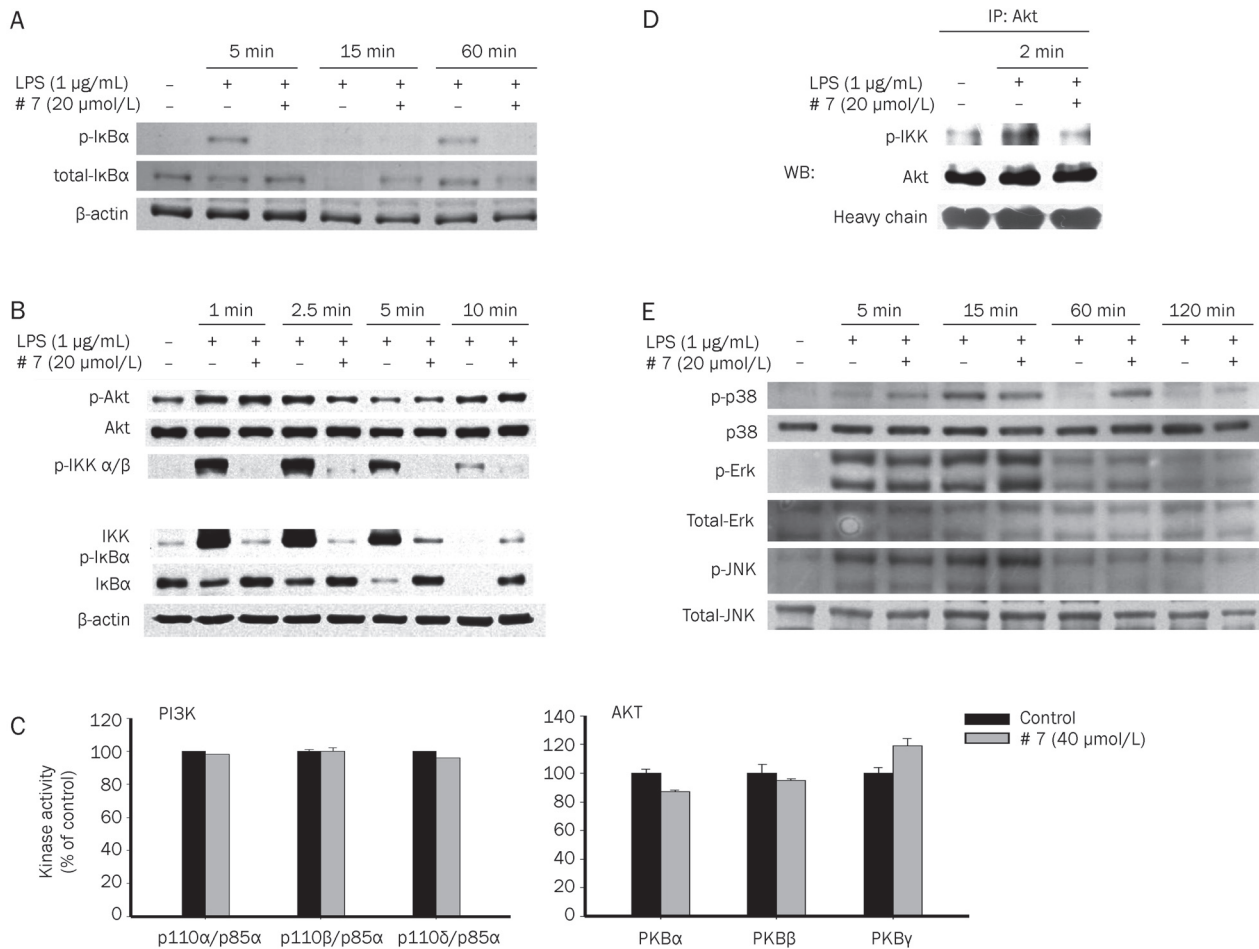 A
5 min 15 min 60 min
LPS (1 µg/mL) – + + + + + +
# 7 (20 µmol/L) – – + – + – +
p-IκBα
total-IκBα
β-actin
B
1 min 2.5 min 5 min 10 min
LPS (1 µg/mL) – + + + + + + + +
# 7 (20 µmol/L) – – + – + – + – +
p-Akt
Akt
p-IKK α/β
IKK
p-IκBα
IκBα
β-actin
C
PI3K
Kinase activity
(% of control)
120
100
80
60
40
20
0
p110α/p85α p110β/p85α p110δ/p85α
AKT
140
120
100
80
60
40
20
0
PKBα PKBβ PKBγ
Control
# 7 (40 µmol/L)
D
IP: Akt
2 min
LPS (1 µg/mL) – + +
# 7 (20 µmol/L) – – +
p-IKK
WB: Akt
Heavy chain
E
5 min 15 min 60 min 120 min
LPS (1 µg/mL) – + + + + + + + +
# 7 (20 µmol/L) – – + – + – + – +
p-p38
p38
p-Erk
Total-Erk
p-JNK
Total-JNK